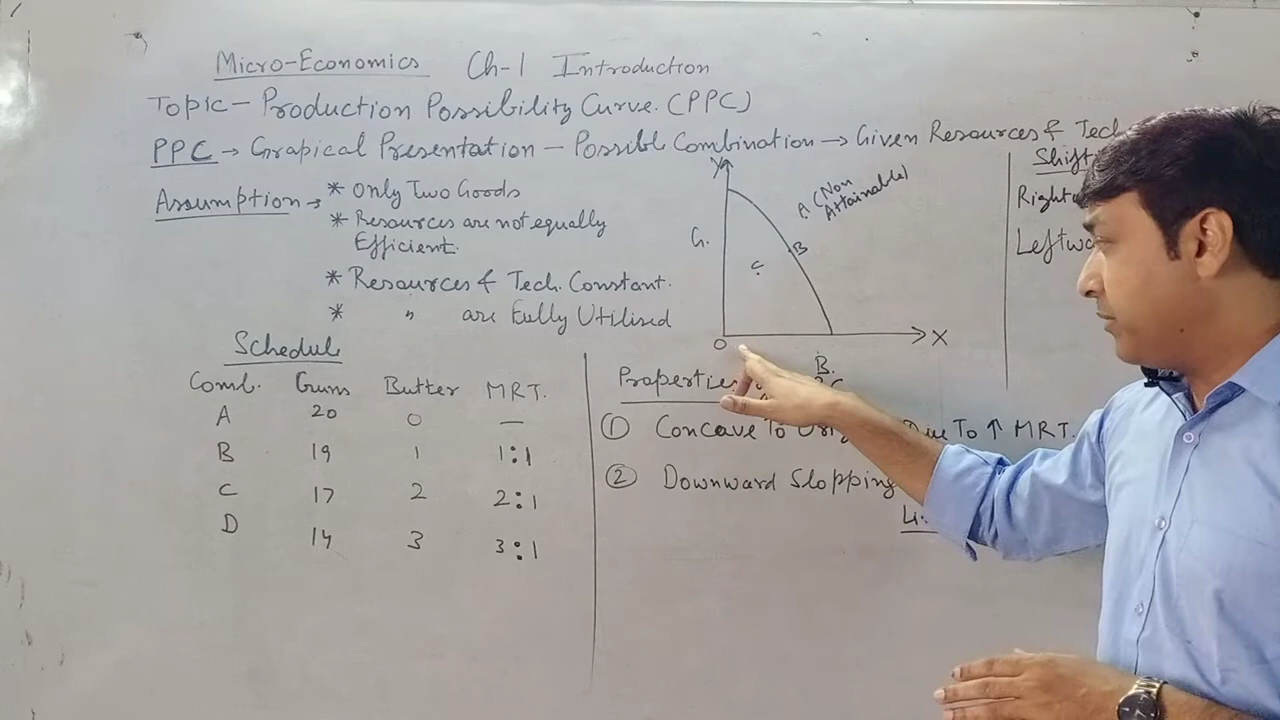 Micro-Economics Ch-1 Introduction
Topic - Production Possibility Curve. (PPC)
PPC → Grapical Presentation - Possible Combination → Given Resources & Tech
Assumption → * Only Two Goods
* Resources are not equally
Efficient.
* Resources & Tech. Constant.
* " are Fully Utilised
Y
G.
A (Non
Attainable)
B
C
O
X
B.
Shift
Right
Leftwa
Schedule
Comb. Guns Butter MRT.
A 20 0 —
B 19 1 1:1
C 17 2 2:1
D 14 3 3:1
Properties
① Concave To Due To ↑ MRT.
② Downward Slopping